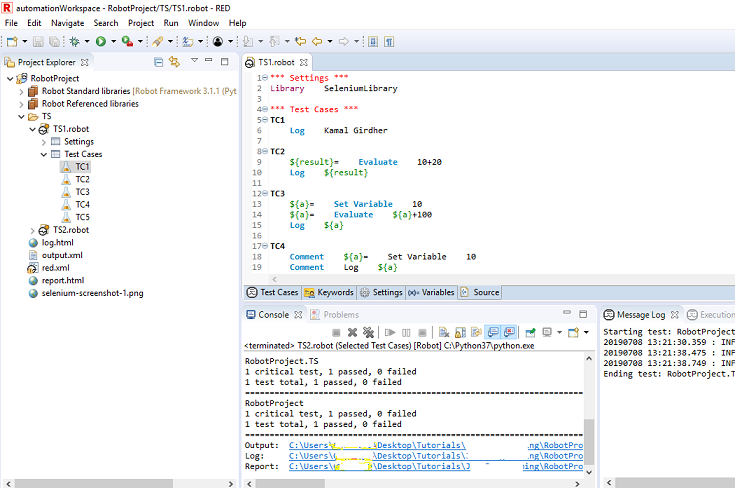 automationWorkspace - RobotProject/TS/TS1.robot - RED
File Edit Navigate Search Project Run Window Help
Project Explorer
RobotProject
Robot Standard libraries [Robot Framework 3.1.1 (Pyt
Robot Referenced libraries
TS
TS1.robot
Settings
Test Cases
TC1
TC2
TC3
TC4
TC5
TS2.robot
log.html
output.xml
red.xml
report.html
selenium-screenshot-1.png
TS1.robot
1 *** Settings ***
2 Library SeleniumLibrary
3
4 *** Test Cases ***
5 TC1
6 Log Kamal Girdher
7
8 TC2
9 ${result}= Evaluate 10+20
10 Log ${result}
11
12 TC3
13 ${a}= Set Variable 10
14 ${a}= Evaluate ${a}+100
15 Log ${a}
16
17 TC4
18 Comment ${a}= Set Variable 10
19 Comment Log ${a}
Test Cases Keywords Settings (x)= Variables Source
Console Problems
<terminated> TS2.robot (Selected Test Cases) [Robot] C:\Python37\python.exe
RobotProject.TS
1 critical test, 1 passed, 0 failed
1 test total, 1 passed, 0 failed
==============================================================================
RobotProject
1 critical test, 1 passed, 0 failed
1 test total, 1 passed, 0 failed
==============================================================================
Output: C:\Users\ \Desktop\Tutorials\ ng\RobotPro
Log: C:\Users\ \Desktop\Tutorials\ ing\RobotPro
Report: C:\Users\ \Desktop\Tutorials\J ing\RobotPro
Message Log Execution
Starting test: RobotProject
20190708 13:21:30.359 : INF
20190708 13:21:38.475 : INF
20190708 13:21:38.749 : INF
Ending test: RobotProject.T